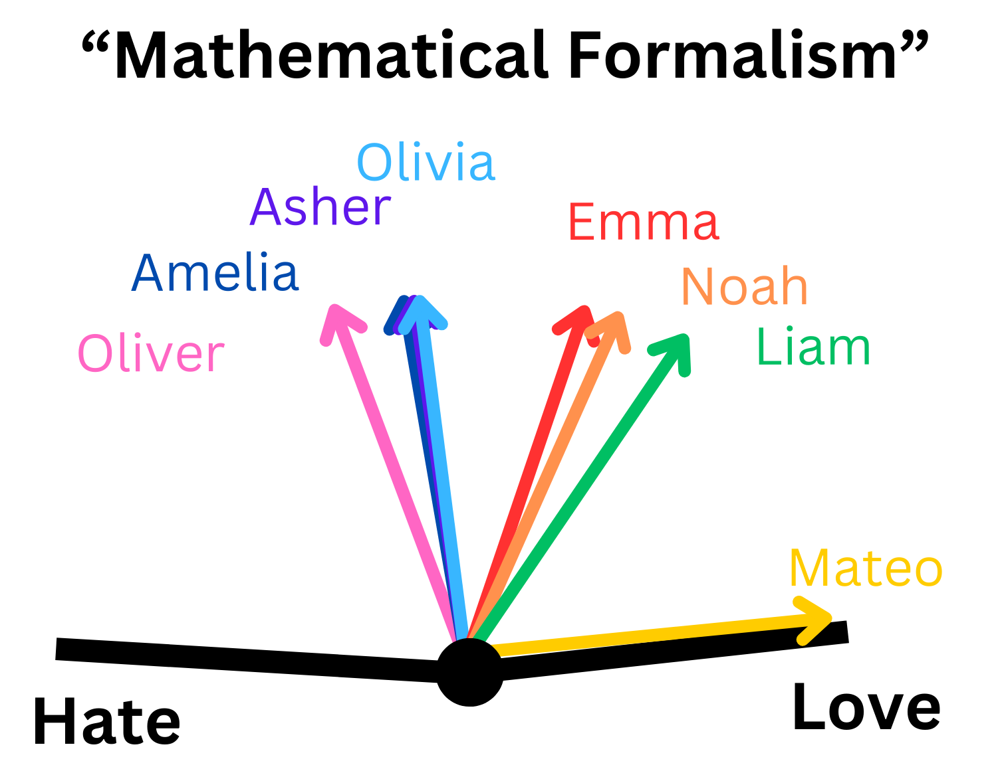 “Mathematical Formalism”
Olivia
Asher
Emma
Amelia
Noah
Oliver
Liam
Mateo
Hate
Love